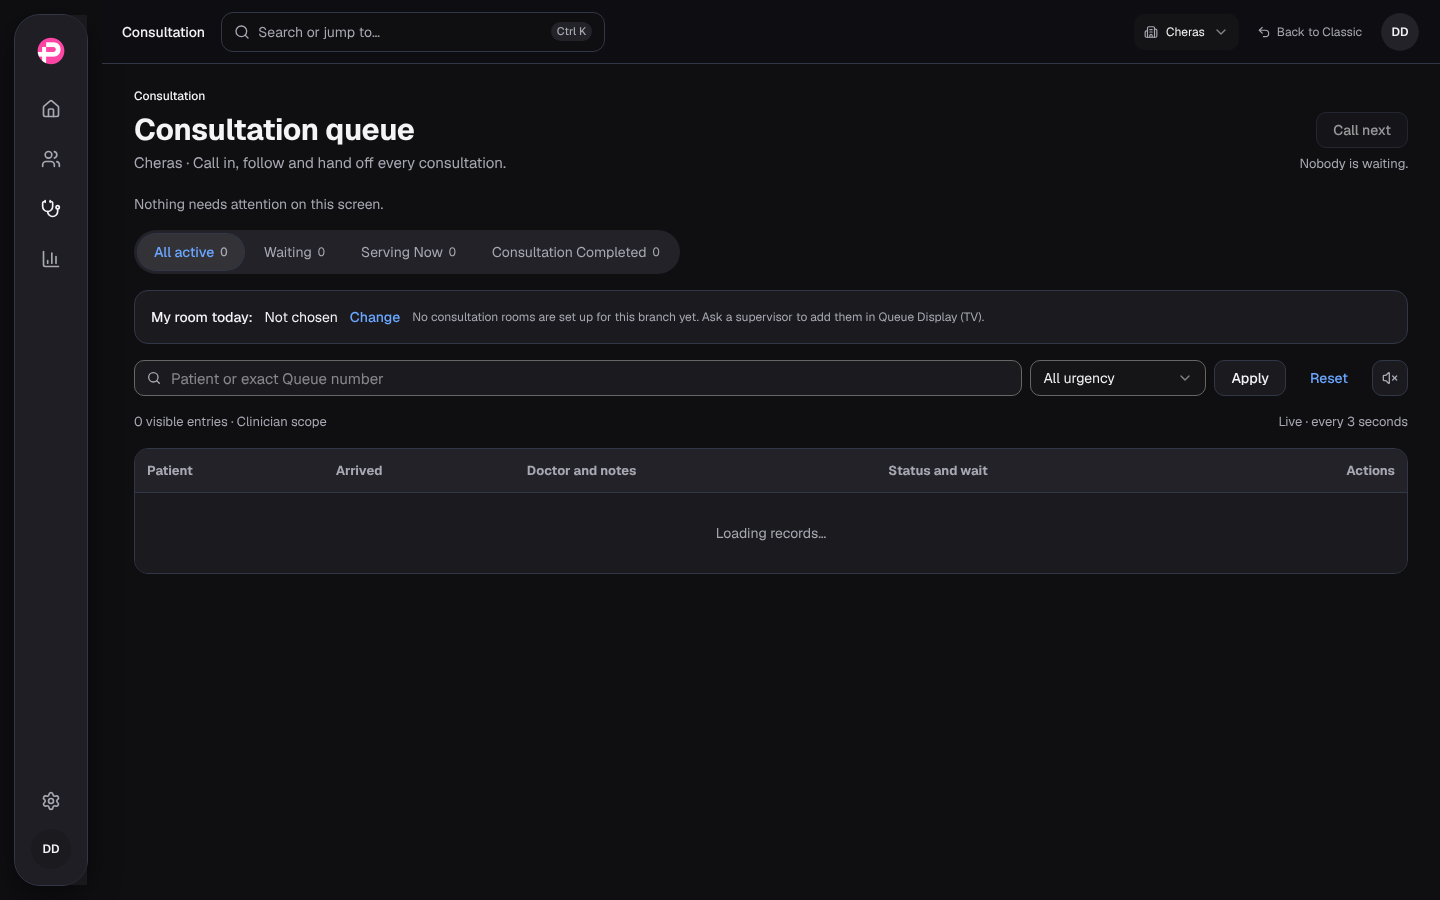 Consultation
Search or jump to...
Ctrl K
Cheras
Back to Classic
DD
Consultation
Consultation queue
Call next
Cheras · Call in, follow and hand off every consultation.
Nobody is waiting.
Nothing needs attention on this screen.
All active 0
Waiting 0
Serving Now 0
Consultation Completed 0
My room today: Not chosen Change No consultation rooms are set up for this branch yet. Ask a supervisor to add them in Queue Display (TV).
Patient or exact Queue number
All urgency
Apply
Reset
0 visible entries · Clinician scope
Live · every 3 seconds
Patient
Arrived
Doctor and notes
Status and wait
Actions
Loading records...
DD